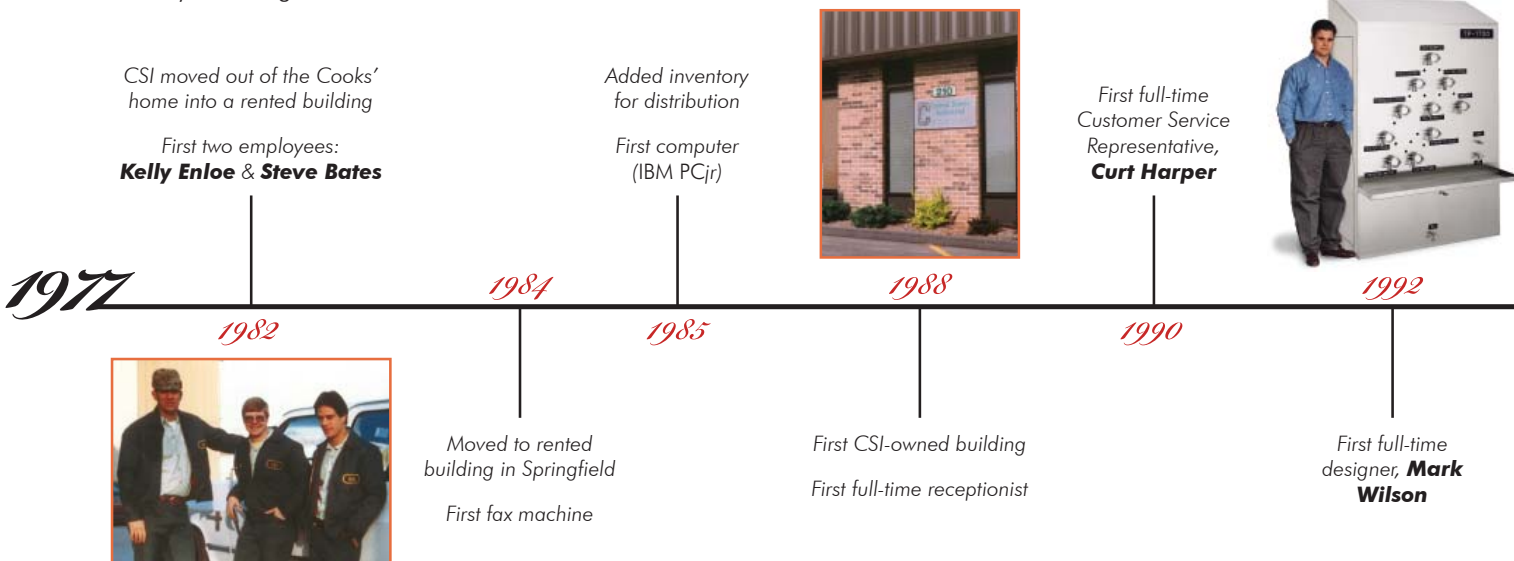 CSI moved out of the Cooks'
home into a rented building
First two employees:
Kelly Enloe & Steve Bates
Added inventory
for distribution
First computer
(IBM PCjr)
210
First full-time
Customer Service
Representative,
Curt Harper
1977
1984
1988
1992
1982
1985
1990
Moved to rented
building in Springfield
First fax machine
First CSI-owned building
First full-time receptionist
First full-time
designer, Mark
Wilson